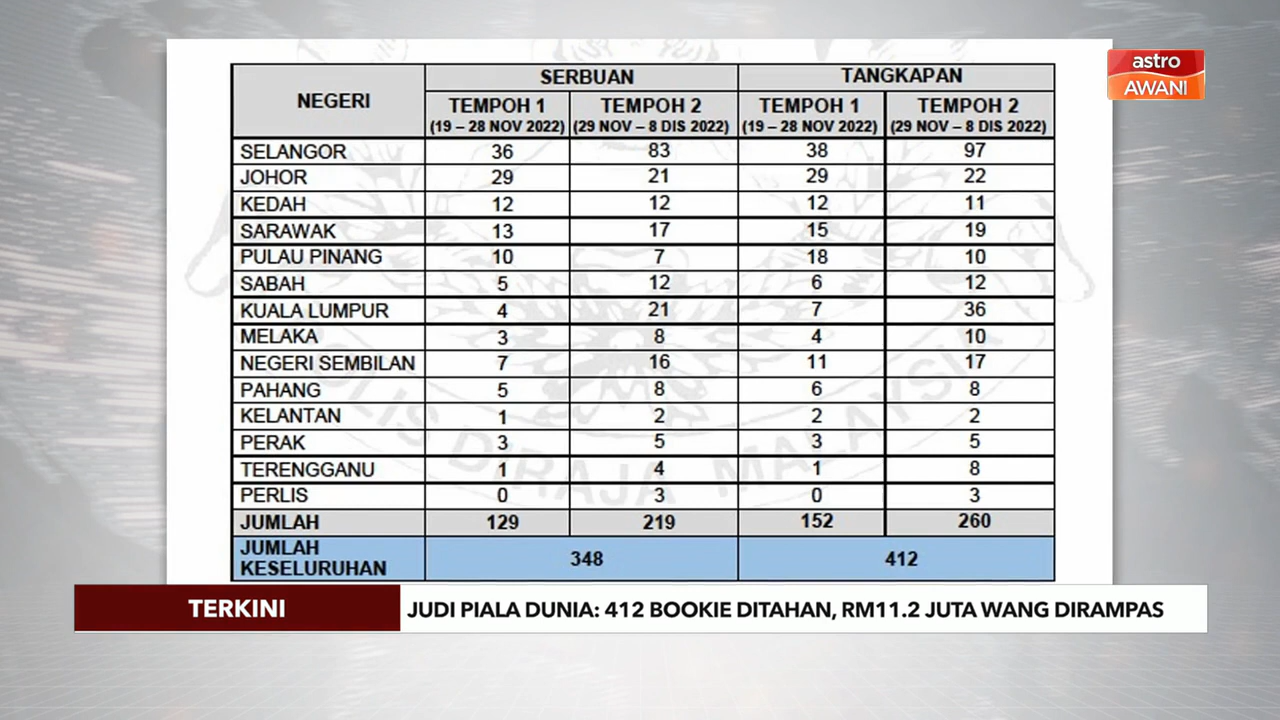 astro
AWANI
NEGERI SERBUAN TANGKAPAN
TEMPOH 1 TEMPOH 2 TEMPOH 1 TEMPOH 2
(19 – 28 NOV 2022) (29 NOV – 8 DIS 2022) (19 – 28 NOV 2022) (29 NOV – 8 DIS 2022)
SELANGOR 36 83 38 97
JOHOR 29 21 29 22
KEDAH 12 12 12 11
SARAWAK 13 17 15 19
PULAU PINANG 10 7 18 10
SABAH 5 12 6 12
KUALA LUMPUR 4 21 7 36
MELAKA 3 8 4 10
NEGERI SEMBILAN 7 16 11 17
PAHANG 5 8 6 8
KELANTAN 1 2 2 2
PERAK 3 5 3 5
TERENGGANU 1 4 1 8
PERLIS 0 3 0 3
JUMLAH 129 219 152 260
JUMLAH
KESELURUHAN 348 412
DIRAJA MALAYSIA
TERKINI JUDI PIALA DUNIA: 412 BOOKIE DITAHAN, RM11.2 JUTA WANG DIRAMPAS